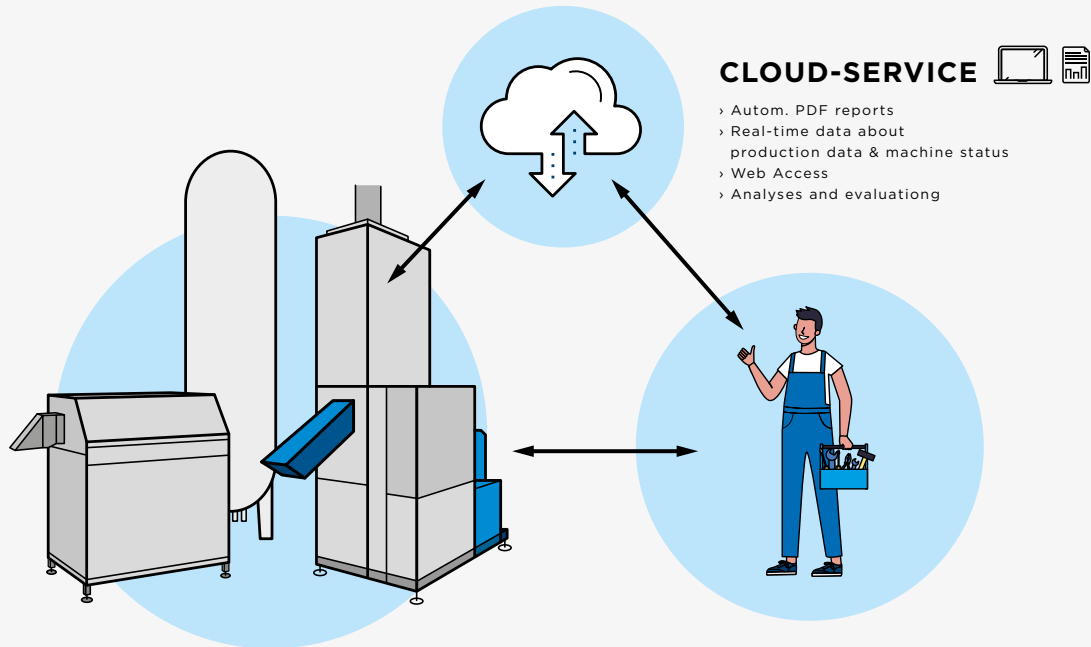 CLOUD-SERVICE
› Autom. PDF reports
› Real-time data about
production data & machine status
› Web Access
› Analyses and evaluationg